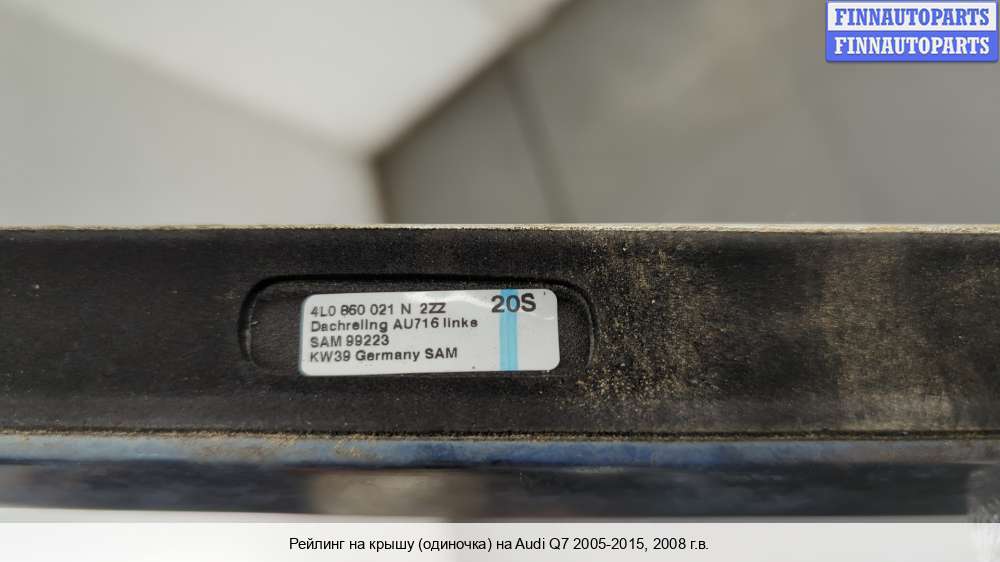 FINNAUTOPARTS
FINNAUTOPARTS
4L0 860 021 N 2ZZ 20S
Dachreling AU716 links
SAM 99223
KW39 Germany SAM
Рейлинг на крышу (одиночка) на Audi Q7 2005-2015, 2008 г.в.